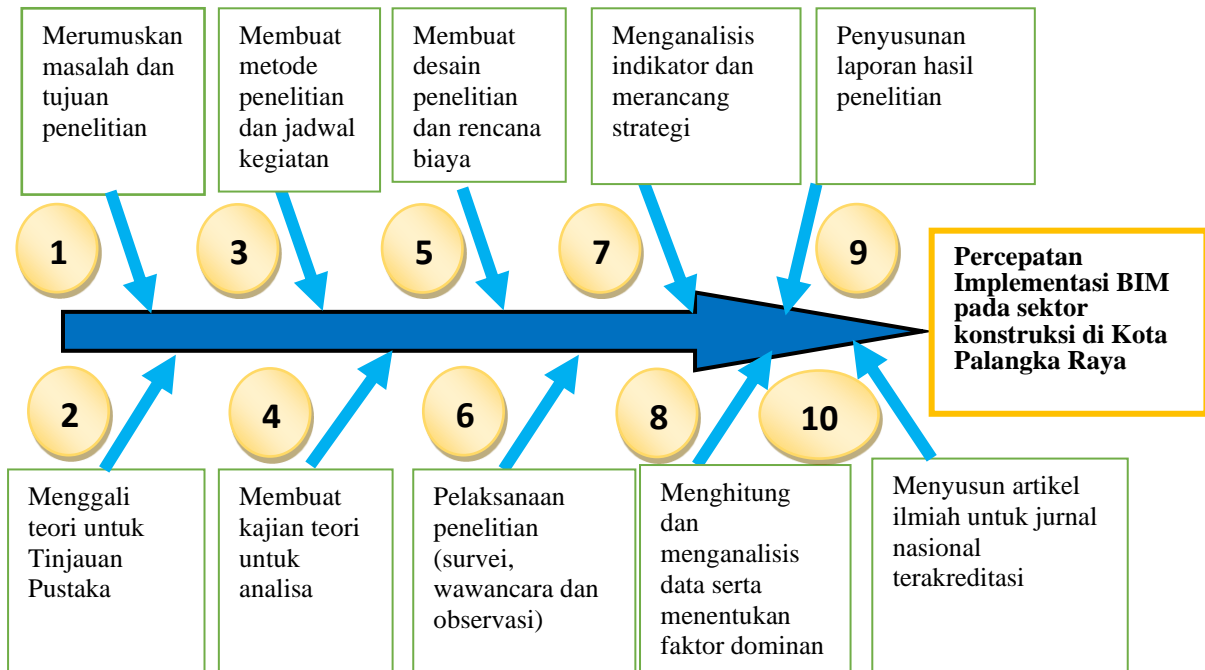 Merumuskan
masalah dan
tujuan
penelitian
Membuat
metode
penelitian
dan jadwal
kegiatan
Membuat
desain
penelitian
dan rencana
biaya
Menganalisis
indikator dan
merancang
strategi
Penyusunan
laporan hasil
penelitian
1
3
5
7
9
Percepatan
Implementasi BIM
pada sektor
konstruksi di Kota
Palangka Raya
2
4
6
8
10
Menggali
teori untuk
Tinjauan
Pustaka
Membuat
kajian teori
untuk
analisa
Pelaksanaan
penelitian
(survei,
wawancara dan
observasi)
Menghitung
dan
menganalisis
data serta
menentukan
faktor dominan
Menyusun artikel
ilmiah untuk jurnal
nasional
terakreditasi